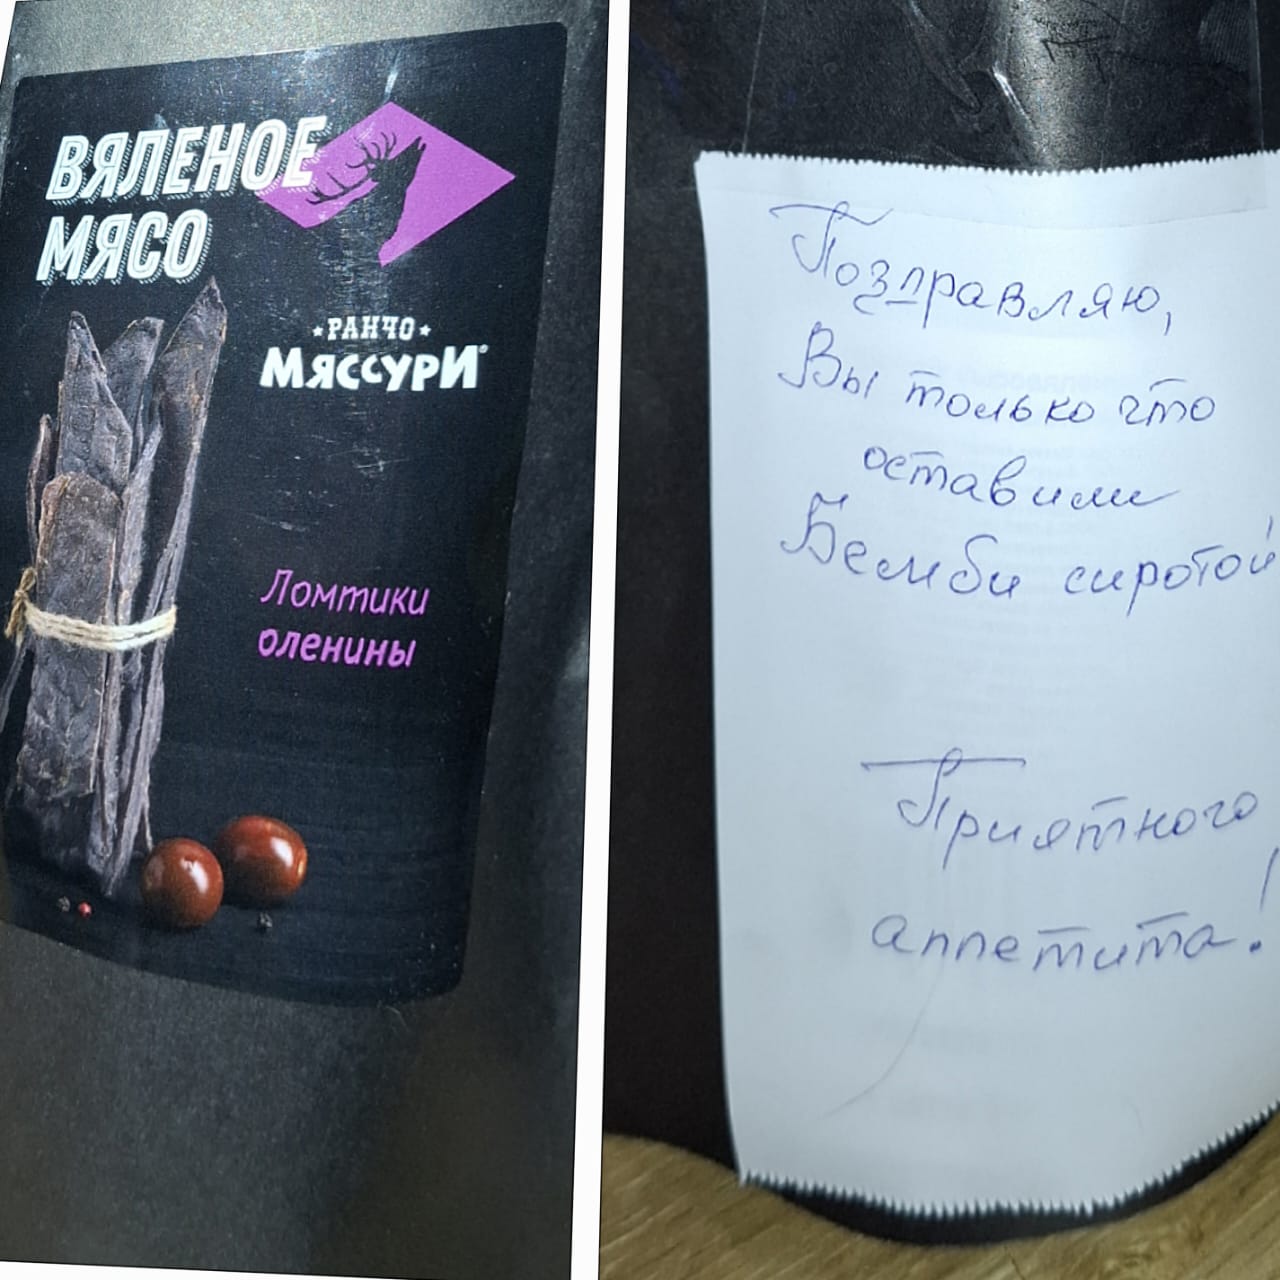 ВЯЛЕНОЕ
МЯСО
РАНЧО
МЯССУРИ
Ломтики
оленины
Поздравляю,
Вы только что
оставили
Бемби сиротой
Приятного
аппетита!